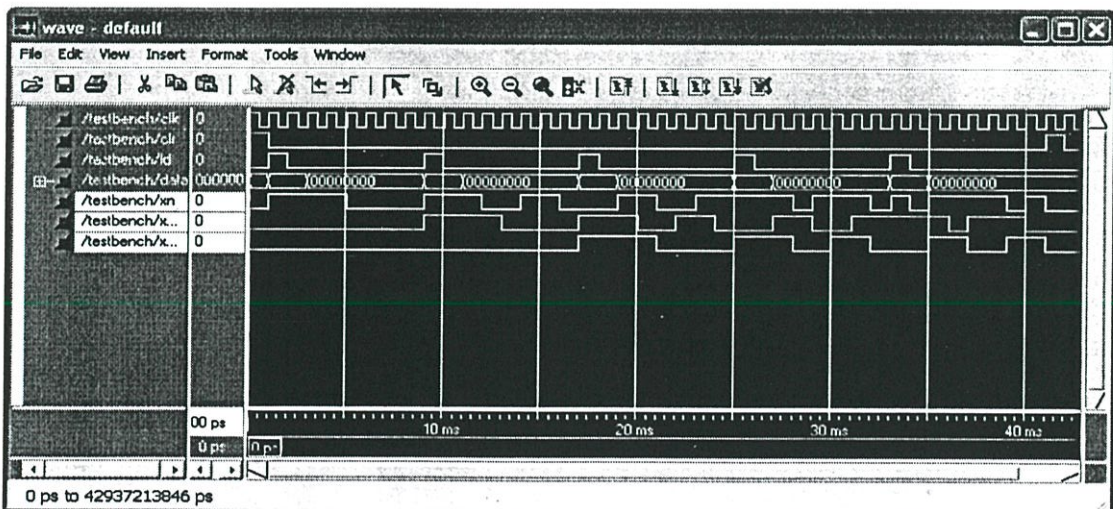 wave - default
File Edit View Insert Format Tools Window
/testbench/clk 0
/testbench/clr 0
/testbench/ld 0
/testbench/data 000000 00000000 00000000 00000000 00000000 00000000
/testbench/xn 0
/testbench/x... 0
/testbench/x... 0
00 ps 10 ms 20 ms 30 ms 40 ms
0 ps 0 ps
0 ps to 42937213846 ps